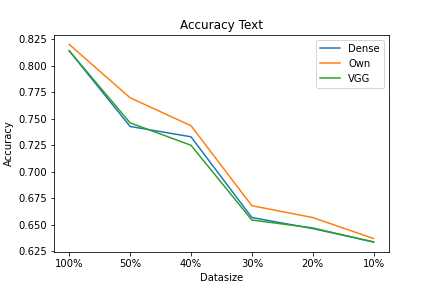 Accuracy Text
0.825
0.800
0.775
0.750
0.725
0.700
0.675
0.650
0.625
Accuracy
Dense
Own
VGG
100%
50%
40%
30%
20%
10%
Datasize